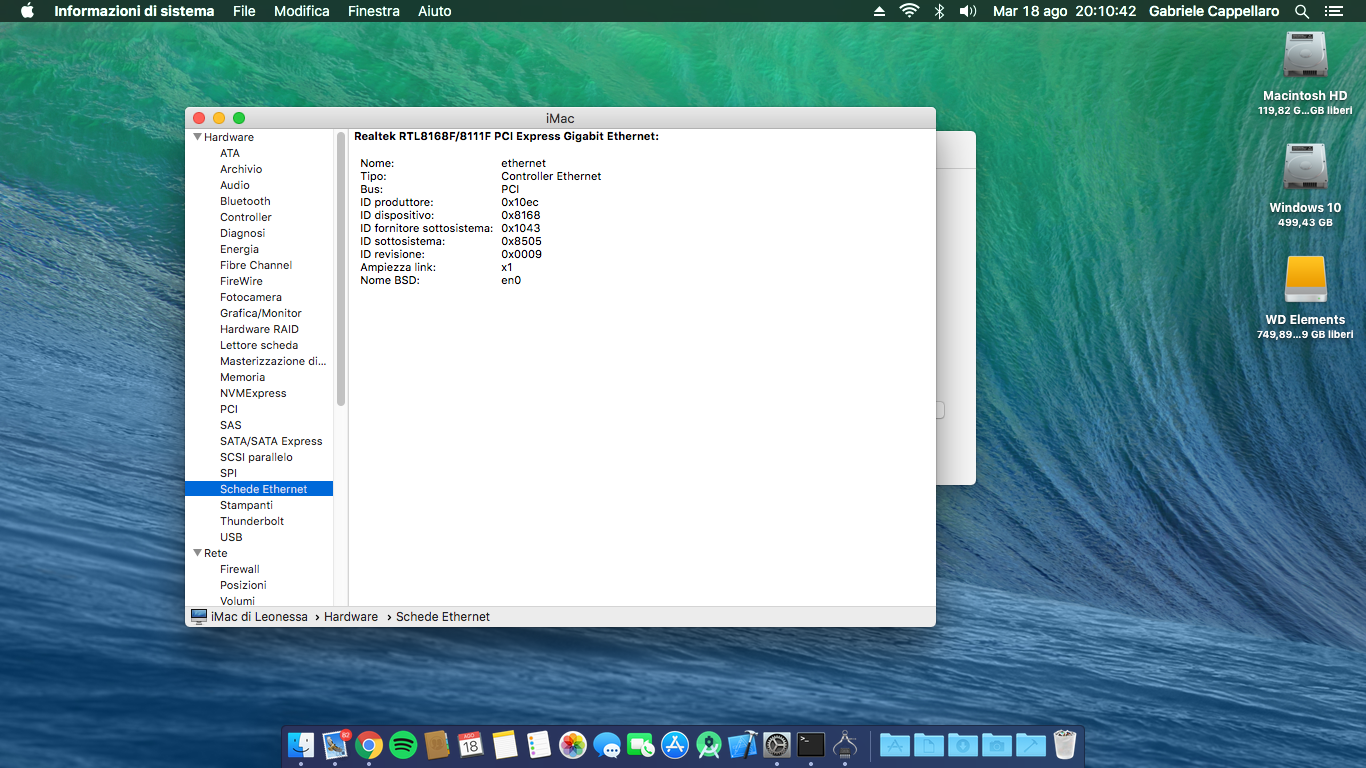 Informazioni di sistema File Modifica Finestra Aiuto Mar 18 ago 20:10:42 Gabriele Cappellaro
Macintosh HD
119,82 G...GB liberi
Windows 10
499,43 GB
WD Elements
749,89...9 GB liberi
iMac
Hardware
ATA
Archivio
Audio
Bluetooth
Controller
Diagnosi
Energia
Fibre Channel
FireWire
Fotocamera
Grafica/Monitor
Hardware RAID
Lettore scheda
Masterizzazione di...
Memoria
NVMExpress
PCI
SAS
SATA/SATA Express
SCSI parallelo
SPI
Schede Ethernet
Stampanti
Thunderbolt
USB
Rete
Firewall
Posizioni
Volumi
Realtek RTL8168F/8111F PCI Express Gigabit Ethernet:
Nome: ethernet
Tipo: Controller Ethernet
Bus: PCI
ID produttore: 0x10ec
ID dispositivo: 0x8168
ID fornitore sottosistema: 0x1043
ID sottosistema: 0x8505
ID revisione: 0x0009
Ampiezza link: x1
Nome BSD: en0
iMac di Leonessa › Hardware › Schede Ethernet
82
AGO
18